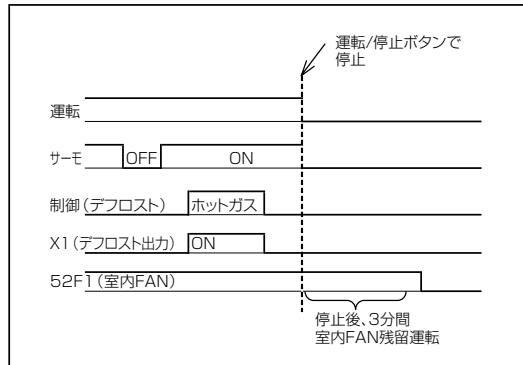 運転/停止ボタンで
停止
運転
サーモ
OFF
ON
制御(デフロスト)
ホットガス
X1(デフロスト出力)
ON
52F1(室内FAN)
停止後、3分間
室内FAN残留運転